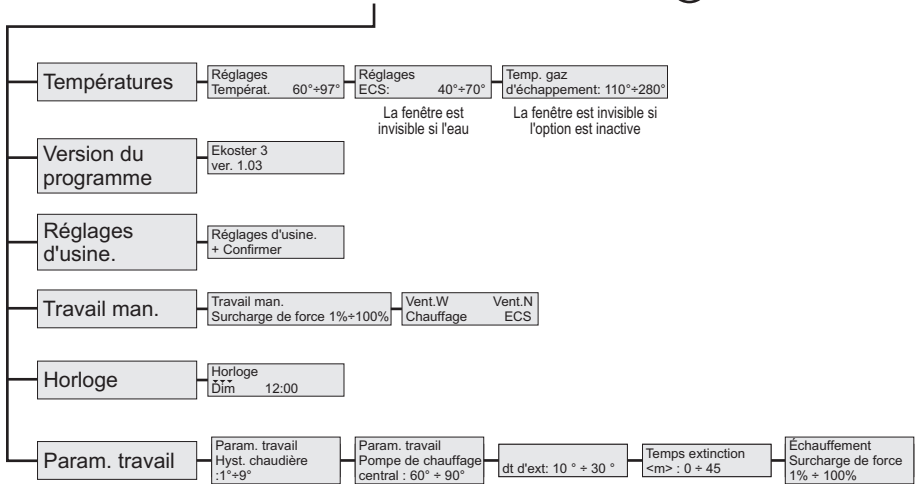 Températures
Réglages
Températ. 60°÷97°
Réglages
ECS: 40°÷70°
Temp. gaz
d'échappement: 110°÷280°
La fenêtre est
invisible si l'eau
La fenêtre est invisible si
l'option est inactive
Version du
programme
Ekoster 3
ver. 1.03
Réglages
d'usine.
Réglages d'usine.
+ Confirmer
Travail man.
Travail man.
Surcharge de force 1%÷100%
Vent.W Vent.N
Chauffage ECS
Horloge
Horloge
Dim 12:00
Param. travail
Param. travail
Hyst. chaudière
:1°÷9°
Param. travail
Pompe de chauffage
central : 60° ÷ 90°
dt d'ext: 10 ° ÷ 30 °
Temps extinction
<m> : 0 ÷ 45
Échauffement
Surcharge de force
1% ÷ 100%